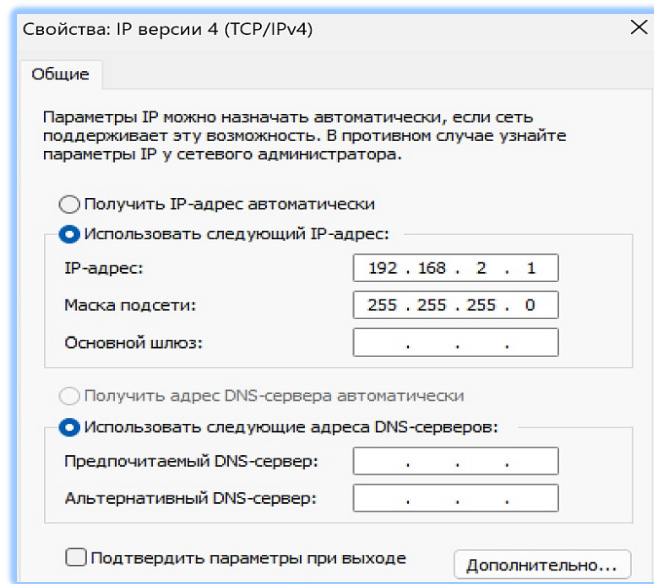 Свойства: IP версии 4 (TCP/IPv4)
Общие
Параметры IP можно назначать автоматически, если сеть
поддерживает эту возможность. В противном случае узнайте
параметры IP у сетевого администратора.
Получить IP-адрес автоматически
Использовать следующий IP-адрес:
IP-адрес: 192 . 168 . 2 . 1
Маска подсети: 255 . 255 . 255 . 0
Основной шлюз: . . .
Получить адрес DNS-сервера автоматически
Использовать следующие адреса DNS-серверов:
Предпочитаемый DNS-сервер: . . .
Альтернативный DNS-сервер: . . .
Подтвердить параметры при выходе Дополнительно...